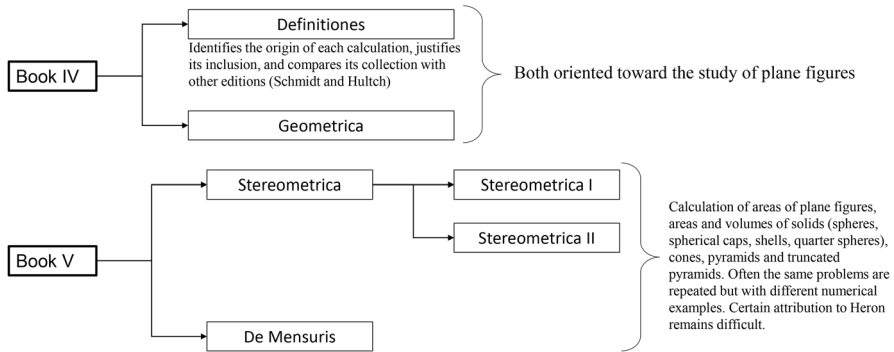 Definitiones
Identifies the origin of each calculation, justifies
its inclusion, and compares its collection with
other editions (Schmidt and Hultch)
Book IV
Both oriented toward the study of plane figures
Geometrica
Stereometrica
Stereometrica I
Stereometrica II
Book V
Calculation of areas of plane figures,
areas and volumes of solids (spheres,
spherical caps, shells, quarter spheres),
cones, pyramids and truncated
pyramids. Often the same problems are
repeated but with different numerical
examples. Certain attribution to Heron
remains difficult.
De Mensuris